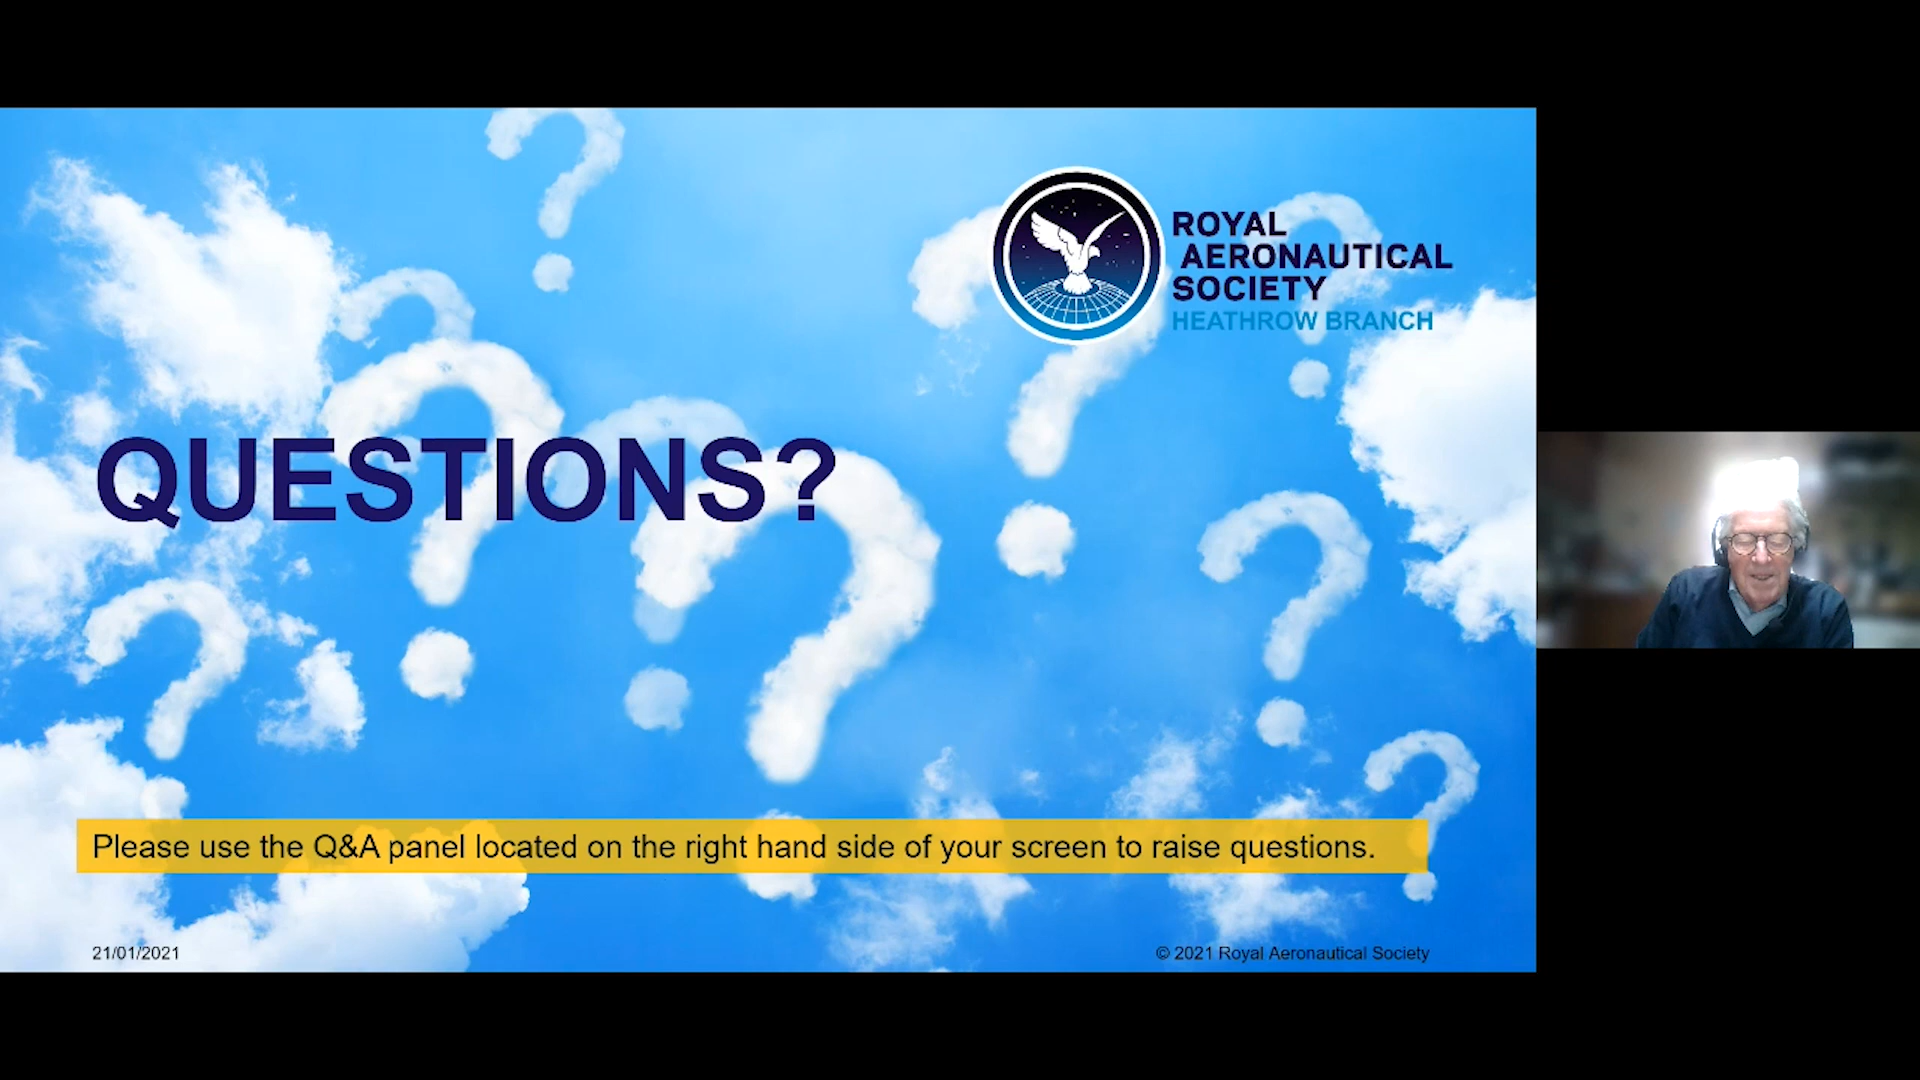 ROYAL
AERONAUTICAL
SOCIETY
HEATHROW BRANCH
QUESTIONS?
Please use the Q&A panel located on the right hand side of your screen to raise questions.
21/01/2021
© 2021 Royal Aeronautical Society